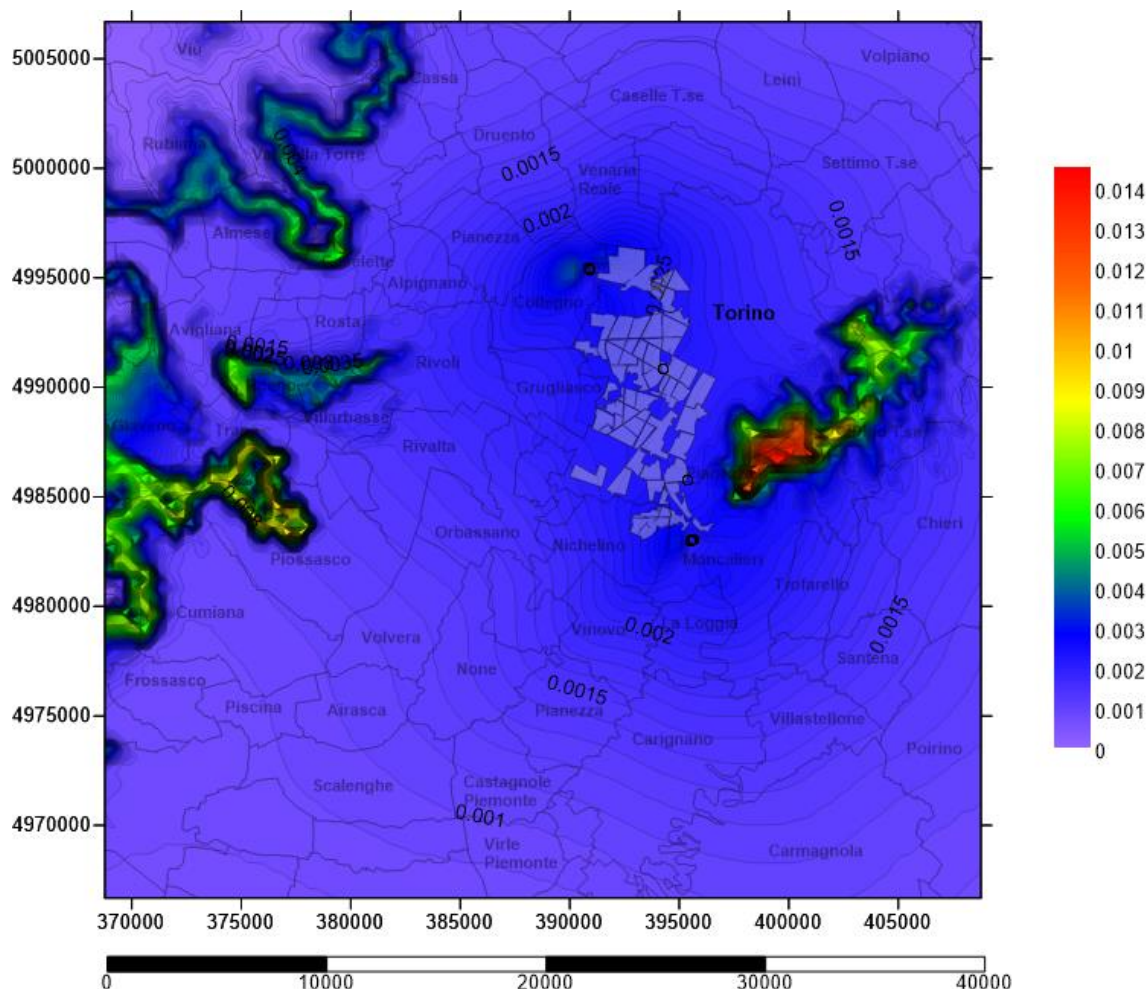 5005000
5000000
4995000
4990000
4985000
4980000
4975000
4970000
370000
375000
380000
385000
390000
395000
400000
405000
0
10000
20000
30000
40000
0.014
0.013
0.012
0.011
0.01
0.009
0.008
0.007
0.006
0.005
0.004
0.003
0.002
0.001
0
Viù
Cassa
Volpiano
Leinì
Caselle T.se
Druento
Rubiana
0.0015
Venaria
Reale
Settimo T.se
0.002
0.0015
Almese
Pianezza
Alpignano
Collegno
Torino
Avigliana
Rosta
0.0015
Rivoli
Grugliasco
Villarbasse
Rivalta
Orbassano
Nichelino
Moncalieri
Chieri
Piossasco
Trofarello
Cumiana
Volvera
Vinovo
0.002
La Loggia
0.0015
None
Santena
Frossasco
Piscina
Airasca
0.0015
Pianezza
Villastellone
Carignano
Poirino
Scalenghe
Castagnole
Piemonte
0.001
Virle
Piemonte
Carmagnola